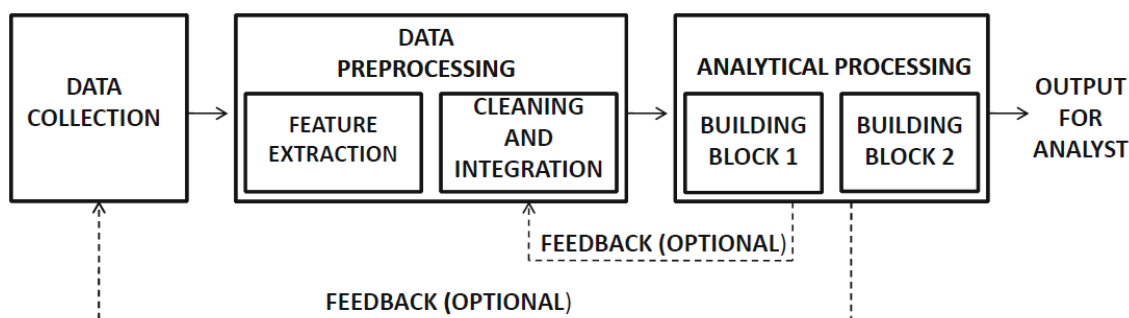 DATA
COLLECTION
DATA
PREPROCESSING
FEATURE
EXTRACTION
CLEANING
AND
INTEGRATION
ANALYTICAL PROCESSING
BUILDING
BLOCK 1
BUILDING
BLOCK 2
OUTPUT
FOR
ANALYST
FEEDBACK (OPTIONAL)
FEEDBACK (OPTIONAL)